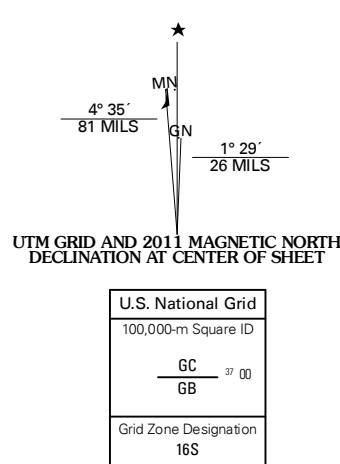 ★
MN
4° 35´
81 MILS
GN
1° 29´
26 MILS
UTM GRID AND 2011 MAGNETIC NORTH
DECLINATION AT CENTER OF SHEET
U.S. National Grid
100,000-m Square ID
GC
GB
37 00
Grid Zone Designation
16S